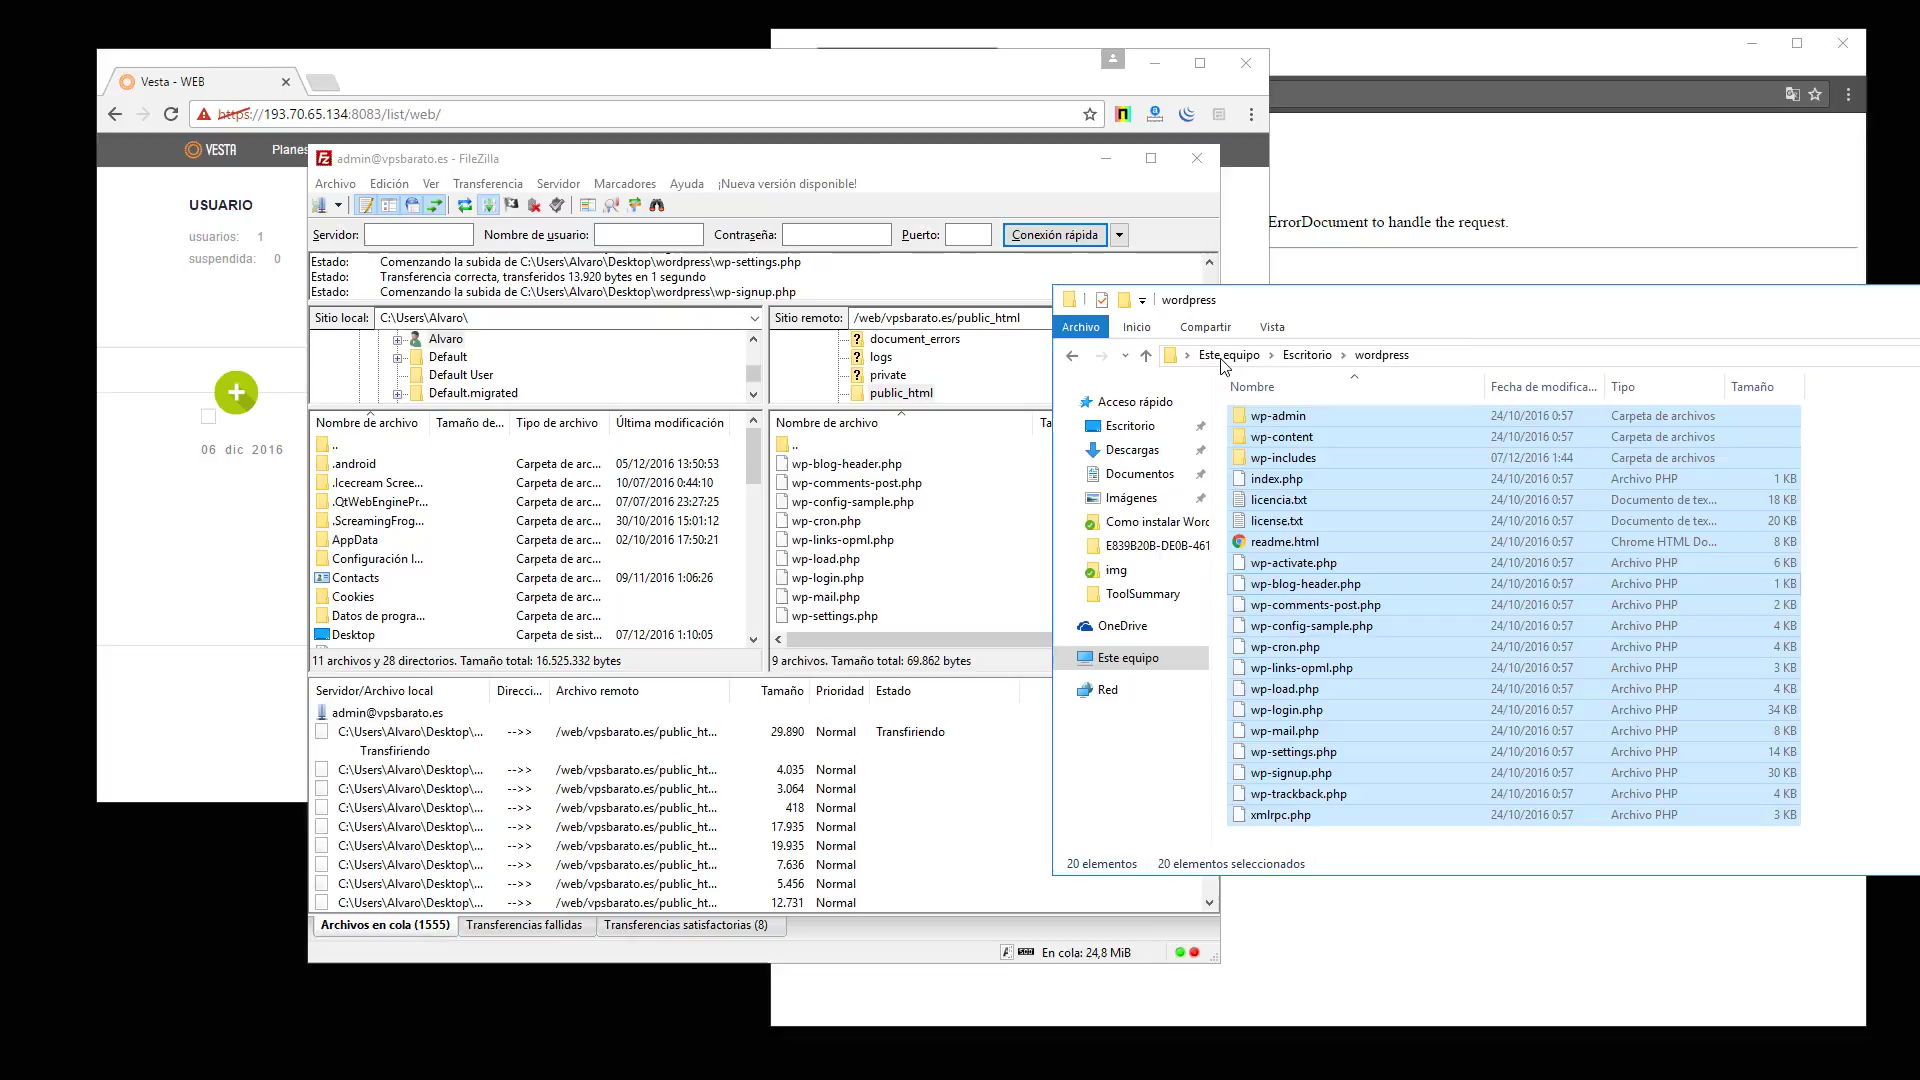 Vesta - WEB
https://193.70.65.134:8083/list/web/
VESTA
Planes
USUARIO
usuarios: 1
suspendida: 0
06 dic 2016
ErrorDocument to handle the request.
admin@vpsbarato.es - FileZilla
Archivo Edición Ver Transferencia Servidor Marcadores Ayuda ¡Nueva versión disponible!
Servidor: Nombre de usuario: Contraseña: Puerto: Conexión rápida
Estado: Comenzando la subida de C:\Users\Alvaro\Desktop\wordpress\wp-settings.php
Estado: Transferencia correcta, transferidos 13.920 bytes en 1 segundo
Estado: Comenzando la subida de C:\Users\Alvaro\Desktop\wordpress\wp-signup.php
Sitio local: C:\Users\Alvaro\
Alvaro
Default
Default User
Default.migrated
Nombre de archivo Tamaño de... Tipo de archivo Última modificación
..
.android Carpeta de arc... 05/12/2016 13:50:53
.Icecream Scree... Carpeta de arc... 10/07/2016 0:44:10
.QtWebEnginePr... Carpeta de arc... 07/07/2016 23:27:25
.ScreamingFrog... Carpeta de arc... 30/10/2016 15:01:12
AppData Carpeta de arc... 02/10/2016 17:50:21
Configuración l... Carpeta de arc...
Contacts Carpeta de arc... 09/11/2016 1:06:26
Cookies Carpeta de arc...
Datos de progra... Carpeta de arc...
Desktop Carpeta de sist... 07/12/2016 1:10:05
11 archivos y 28 directorios. Tamaño total: 16.525.332 bytes
Sitio remoto: /web/vpsbarato.es/public_html
document_errors
logs
private
public_html
Nombre de archivo Ta
..
wp-blog-header.php
wp-comments-post.php
wp-config-sample.php
wp-cron.php
wp-links-opml.php
wp-load.php
wp-login.php
wp-mail.php
wp-settings.php
9 archivos. Tamaño total: 69.862 bytes
Servidor/Archivo local Direcci... Archivo remoto Tamaño Prioridad Estado
admin@vpsbarato.es
C:\Users\Alvaro\Desktop\... -->> /web/vpsbarato.es/public_ht... 29.890 Normal Transfiriendo
Transfiriendo
C:\Users\Alvaro\Desktop\... -->> /web/vpsbarato.es/public_ht... 4.035 Normal
C:\Users\Alvaro\Desktop\... -->> /web/vpsbarato.es/public_ht... 3.064 Normal
C:\Users\Alvaro\Desktop\... -->> /web/vpsbarato.es/public_ht... 418 Normal
C:\Users\Alvaro\Desktop\... -->> /web/vpsbarato.es/public_ht... 17.935 Normal
C:\Users\Alvaro\Desktop\... -->> /web/vpsbarato.es/public_ht... 19.935 Normal
C:\Users\Alvaro\Desktop\... -->> /web/vpsbarato.es/public_ht... 7.636 Normal
C:\Users\Alvaro\Desktop\... -->> /web/vpsbarato.es/public_ht... 5.456 Normal
C:\Users\Alvaro\Desktop\... -->> /web/vpsbarato.es/public_ht... 12.731 Normal
Archivos en cola (1555) Transferencias fallidas Transferencias satisfactorias (8)
En cola: 24,8 MiB
wordpress
Archivo Inicio Compartir Vista
Este equipo > Escritorio > wordpress
Acceso rápido
Escritorio
Descargas
Documentos
Imágenes
Como instalar Worc
E839B20B-DE0B-461
img
ToolSummary
OneDrive
Este equipo
Red
Nombre Fecha de modifica... Tipo Tamaño
wp-admin 24/10/2016 0:57 Carpeta de archivos
wp-content 24/10/2016 0:57 Carpeta de archivos
wp-includes 07/12/2016 1:44 Carpeta de archivos
index.php 24/10/2016 0:57 Archivo PHP 1 KB
licencia.txt 24/10/2016 0:57 Documento de tex... 18 KB
license.txt 24/10/2016 0:57 Documento de tex... 20 KB
readme.html 24/10/2016 0:57 Chrome HTML Do... 8 KB
wp-activate.php 24/10/2016 0:57 Archivo PHP 6 KB
wp-blog-header.php 24/10/2016 0:57 Archivo PHP 1 KB
wp-comments-post.php 24/10/2016 0:57 Archivo PHP 2 KB
wp-config-sample.php 24/10/2016 0:57 Archivo PHP 4 KB
wp-cron.php 24/10/2016 0:57 Archivo PHP 4 KB
wp-links-opml.php 24/10/2016 0:57 Archivo PHP 3 KB
wp-load.php 24/10/2016 0:57 Archivo PHP 4 KB
wp-login.php 24/10/2016 0:57 Archivo PHP 34 KB
wp-mail.php 24/10/2016 0:57 Archivo PHP 8 KB
wp-settings.php 24/10/2016 0:57 Archivo PHP 14 KB
wp-signup.php 24/10/2016 0:57 Archivo PHP 30 KB
wp-trackback.php 24/10/2016 0:57 Archivo PHP 4 KB
xmlrpc.php 24/10/2016 0:57 Archivo PHP 3 KB
20 elementos 20 elementos seleccionados